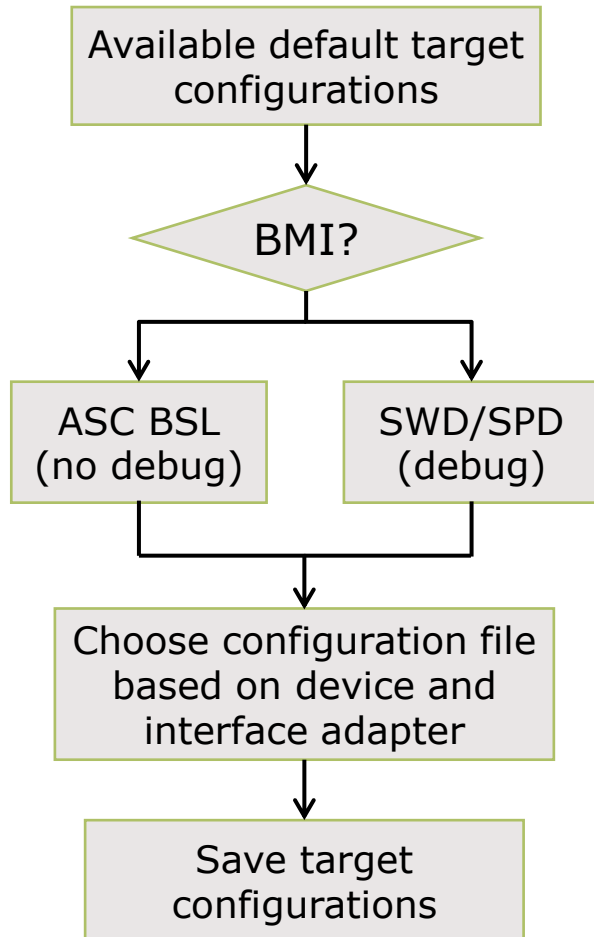 Available default target
configurations
BMI?
ASC BSL
(no debug)
SWD/SPD
(debug)
Choose configuration file
based on device and
interface adapter
Save target
configurations